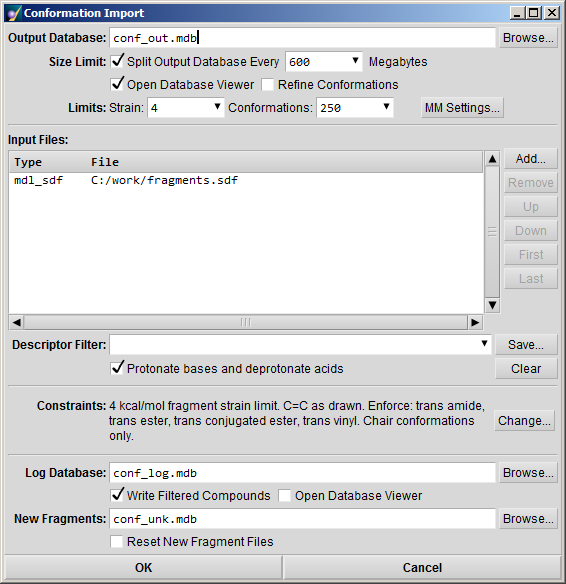 Conformation Import
Output Database: conf_out.mdb Browse...
Size Limit: Split Output Database Every 600 Megabytes
Open Database Viewer Refine Conformations
Limits: Strain: 4 Conformations: 250 MM Settings...
Input Files:
Type File Add...
mdl_sdf C:/work/fragments.sdf Remove
Up
Down
First
Last
Descriptor Filter: Save...
Protonate bases and deprotonate acids Clear
Constraints: 4 kcal/mol fragment strain limit. C=C as drawn. Enforce: trans amide,
trans ester, trans conjugated ester, trans vinyl. Chair conformations Change...
only.
Log Database: conf_log.mdb Browse...
Write Filtered Compounds Open Database Viewer
New Fragments: conf_unk.mdb Browse...
Reset New Fragment Files
OK Cancel